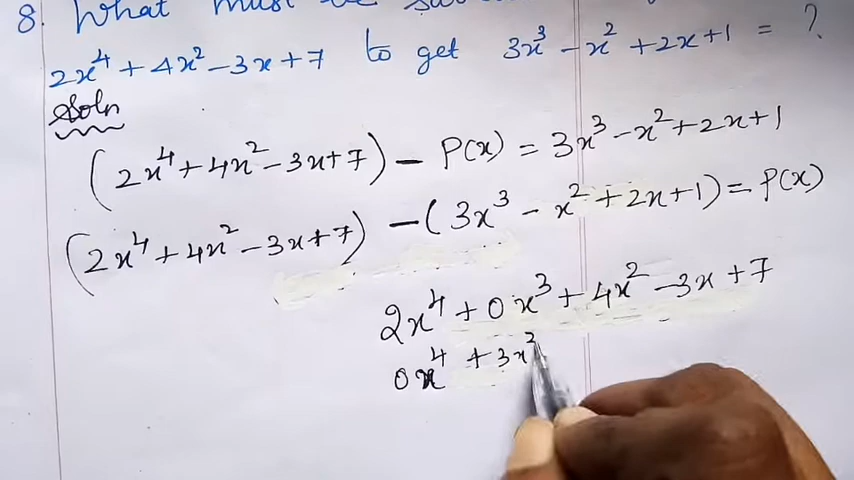 8. What must be
2x⁴ + 4x² - 3x + 7 to get 3x³ - x² + 2x + 1 = ?
Soln
(2x⁴ + 4x² - 3x + 7) - P(x) = 3x³ - x² + 2x + 1
(2x⁴ + 4x² - 3x + 7) - (3x³ - x² + 2x + 1) = P(x)
2x⁴ + 0x³ + 4x² - 3x + 7
0x⁴ + 3x